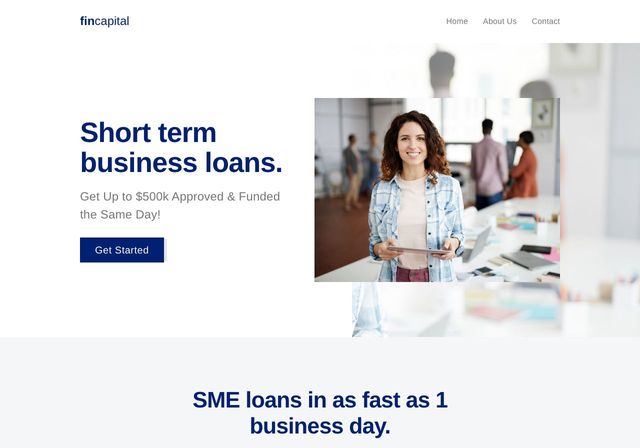 fincapital
Home About Us Contact
Short term
business loans.
Get Up to $500k Approved & Funded
the Same Day!
Get Started
SME loans in as fast as 1
business day.